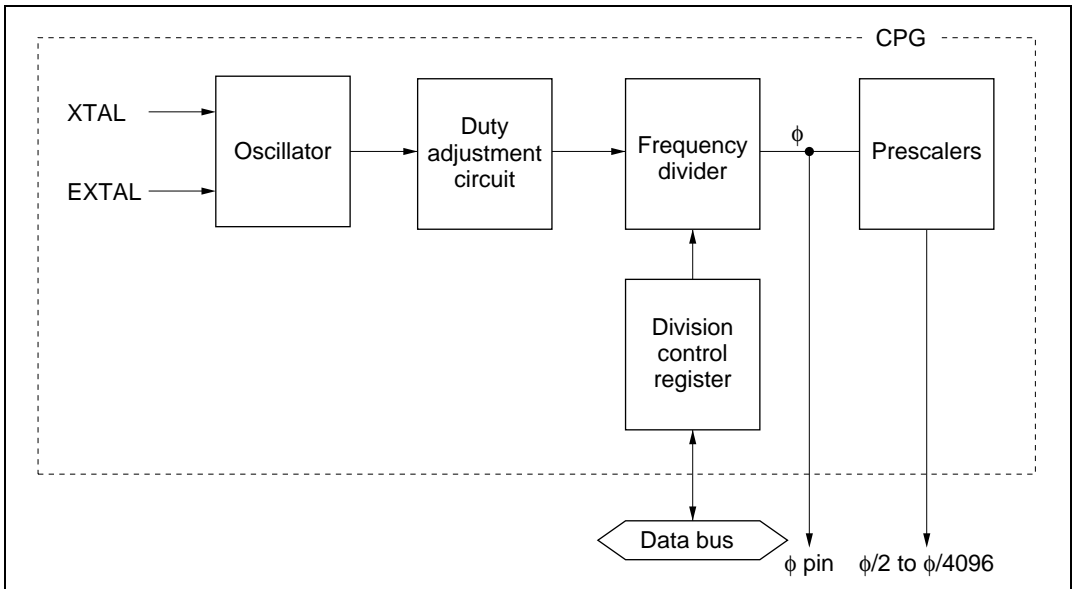 CPG
XTAL
EXTAL
Oscillator
Duty
adjustment
circuit
Frequency
divider
ϕ
Prescalers
Division
control
register
Data bus
ϕ pin
ϕ/2 to ϕ/4096